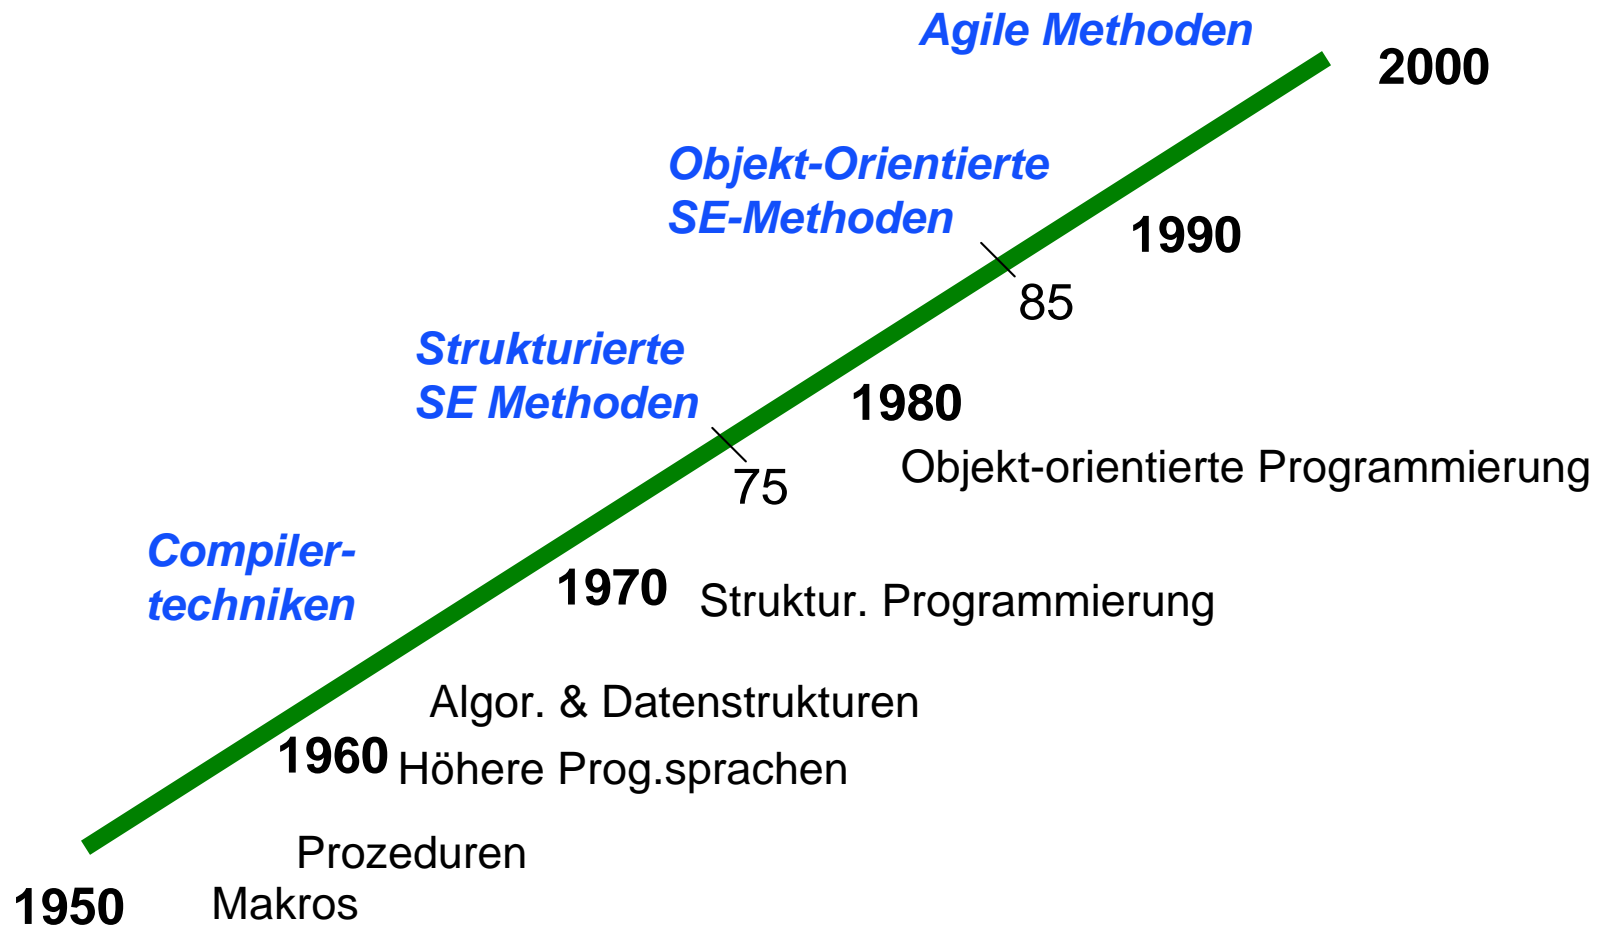 Agile Methoden
2000
Objekt-Orientierte
SE-Methoden
1990
85
Strukturierte
SE Methoden
1980
Objekt-orientierte Programmierung
75
Compiler-
techniken
1970
Struktur. Programmierung
Algor. & Datenstrukturen
1960
Höhere Prog.sprachen
Prozeduren
1950
Makros